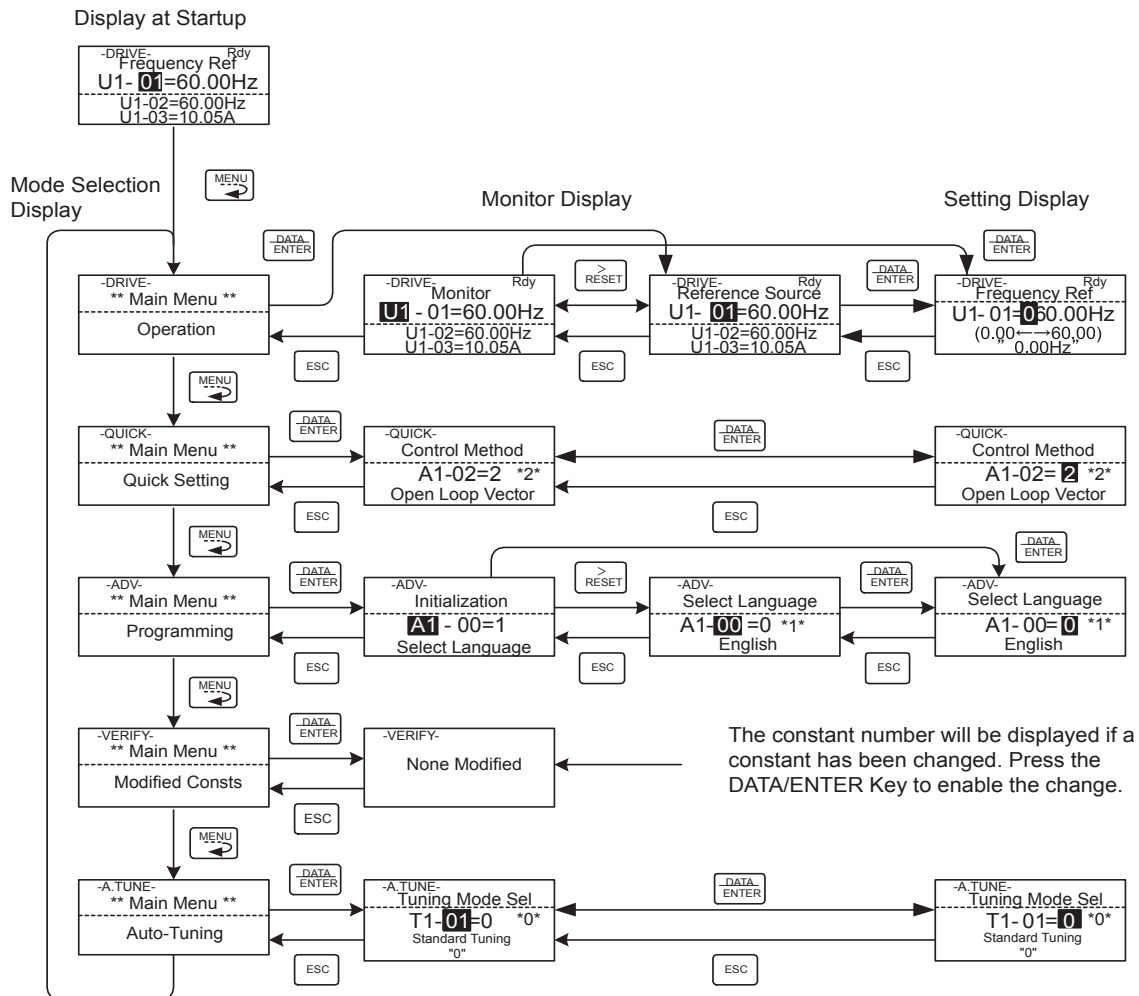 Display at Startup
-DRIVE- Rdy
Frequency Ref
U1- 01=60.00Hz
U1-02=60.00Hz
U1-03=10.05A
Mode Selection
Display
MENU
Monitor Display
Setting Display
DATA
ENTER
DATA
ENTER
-DRIVE-
** Main Menu **
Operation
-DRIVE- Rdy
Monitor
U1 - 01=60.00Hz
U1-02=60.00Hz
U1-03=10.05A
>
RESET
-DRIVE- Rdy
Reference Source
U1- 01=60.00Hz
U1-02=60.00Hz
U1-03=10.05A
DATA
ENTER
-DRIVE- Rdy
Frequency Ref
U1- 01=060.00Hz
(0.00←→60.00)
" 0.00Hz"
ESC
ESC
ESC
MENU
-QUICK-
** Main Menu **
Quick Setting
DATA
ENTER
-QUICK-
Control Method
A1-02=2 *2*
Open Loop Vector
DATA
ENTER
-QUICK-
Control Method
A1-02= 2 *2*
Open Loop Vector
ESC
ESC
MENU
DATA
ENTER
-ADV-
** Main Menu **
Programming
DATA
ENTER
-ADV-
Initialization
A1 - 00=1
Select Language
>
RESET
-ADV-
Select Language
A1-00 =0 *1*
English
DATA
ENTER
-ADV-
Select Language
A1- 00= 0 *1*
English
ESC
ESC
ESC
MENU
-VERIFY-
** Main Menu **
Modified Consts
DATA
ENTER
-VERIFY-
None Modified
The constant number will be displayed if a
constant has been changed. Press the
DATA/ENTER Key to enable the change.
ESC
MENU
-A.TUNE-
** Main Menu **
Auto-Tuning
DATA
ENTER
-A.TUNE-
Tuning Mode Sel
T1-01=0 *0*
Standard Tuning
"0"
DATA
ENTER
-A.TUNE-
Tuning Mode Sel
T1- 01= 0 *0*
Standard Tuning
"0"
ESC
ESC